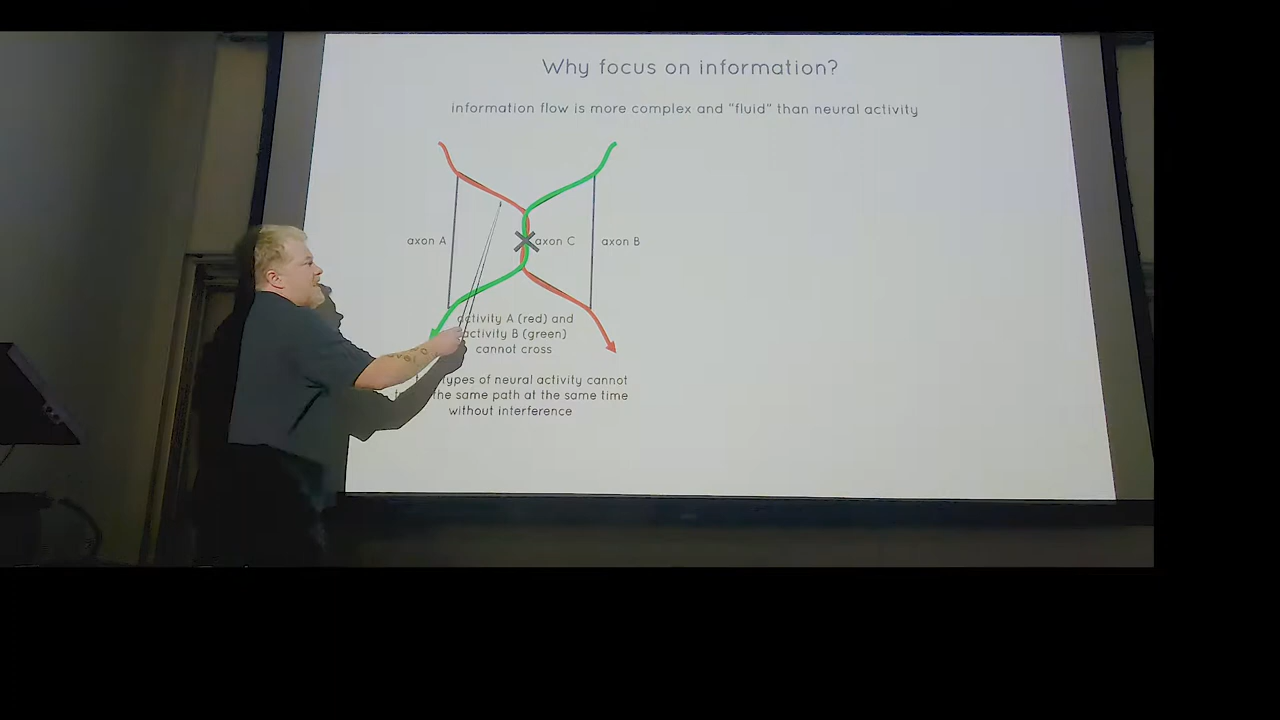 Why focus on information?
information flow is more complex and "fluid" than neural activity
axon A
axon C
axon B
activity A (red) and
activity B (green)
cannot cross
types of neural activity cannot
the same path at the same time
without interference